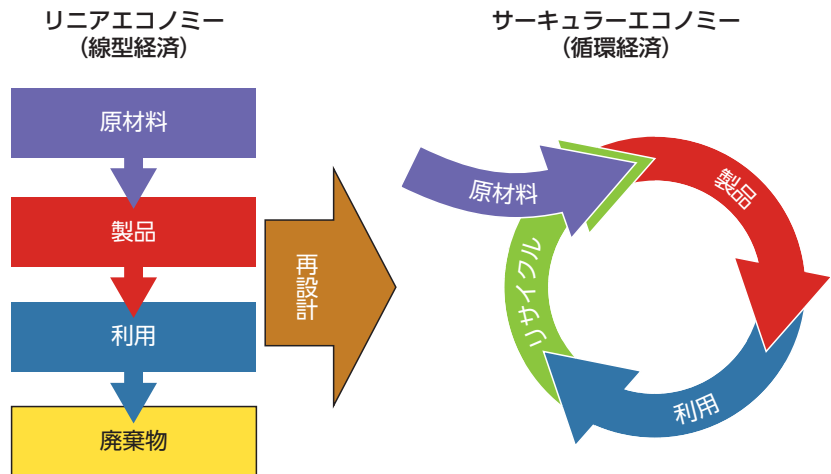 リニアエコノミー
（線型経済）
原材料
製品
利用
廃棄物
再設計
サーキュラーエコノミー
（循環経済）
原材料
製品
利用
リサイクル